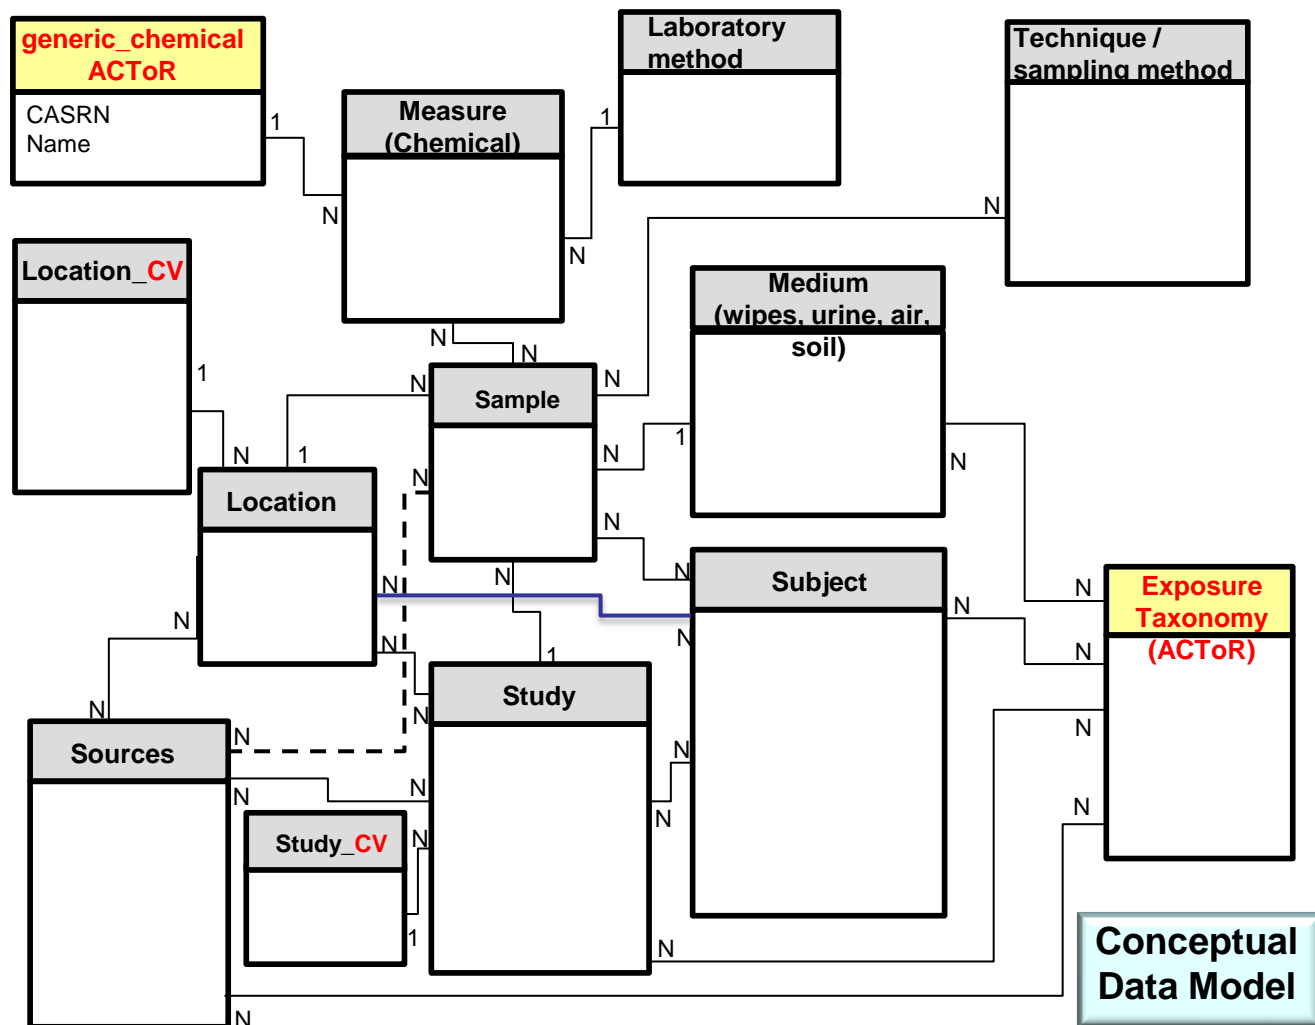 generic_chemical
ACToR
CASRN
Name
1
N
Measure
(Chemical)
Laboratory
method
1
N
Technique /
sampling method
N
Location_CV
1
N
N
N
Medium
(wipes, urine, air,
soil)
N
N
Sample
1
N
1
N
N
N
Location
N
N
N
Subject
N
N
N
Exposure
Taxonomy
(ACToR)
N
N
N
N
1
N
Study
N
N
Sources
N
N
N
N
N
N
N
Study_CV
N
1
N
N
Conceptual
Data Model